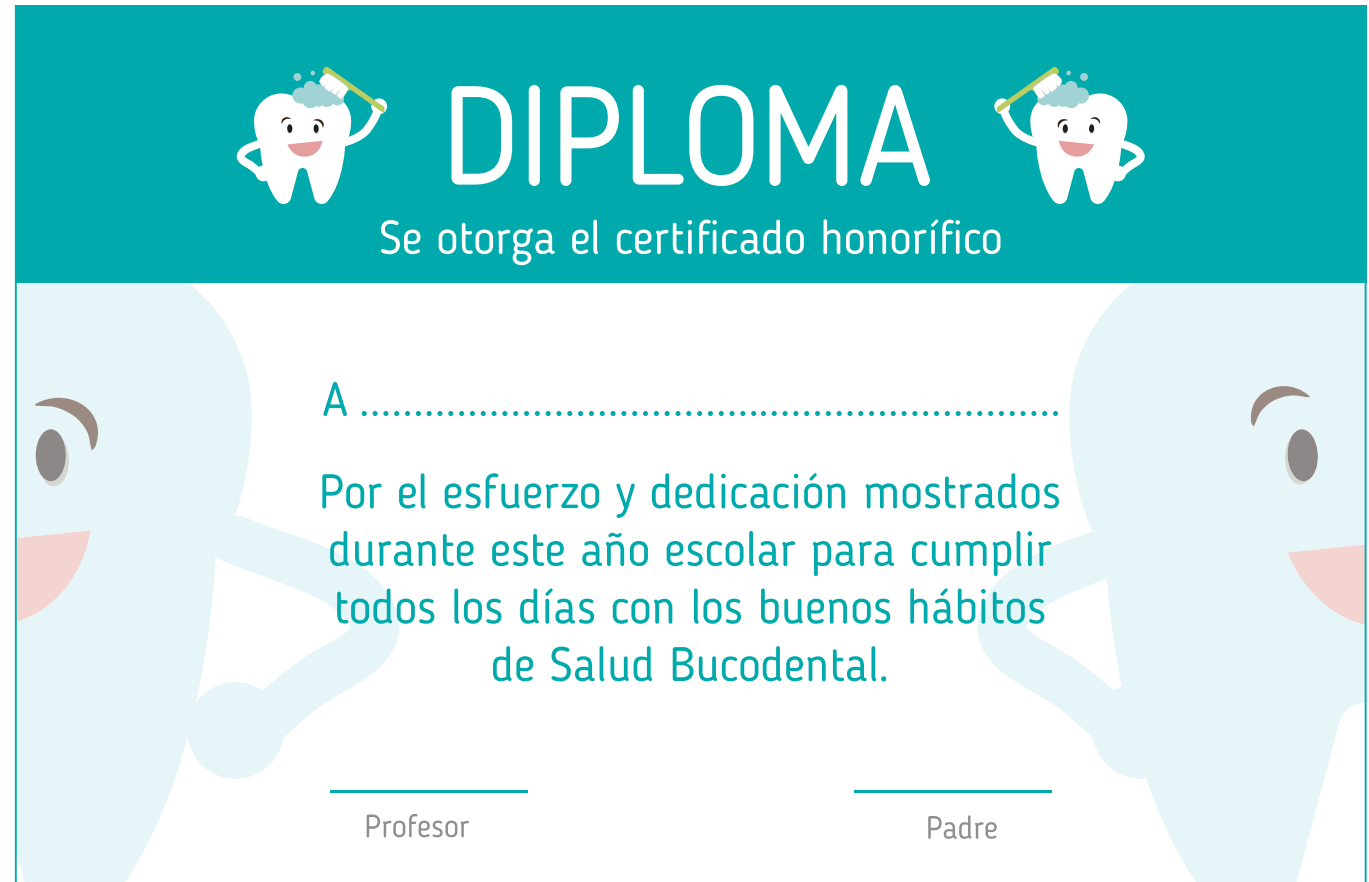 DIPLOMA
Se otorga el certificado honorífico
A ................................................................
Por el esfuerzo y dedicación mostrados
durante este año escolar para cumplir
todos los días con los buenos hábitos
de Salud Bucodental.
Profesor
Padre